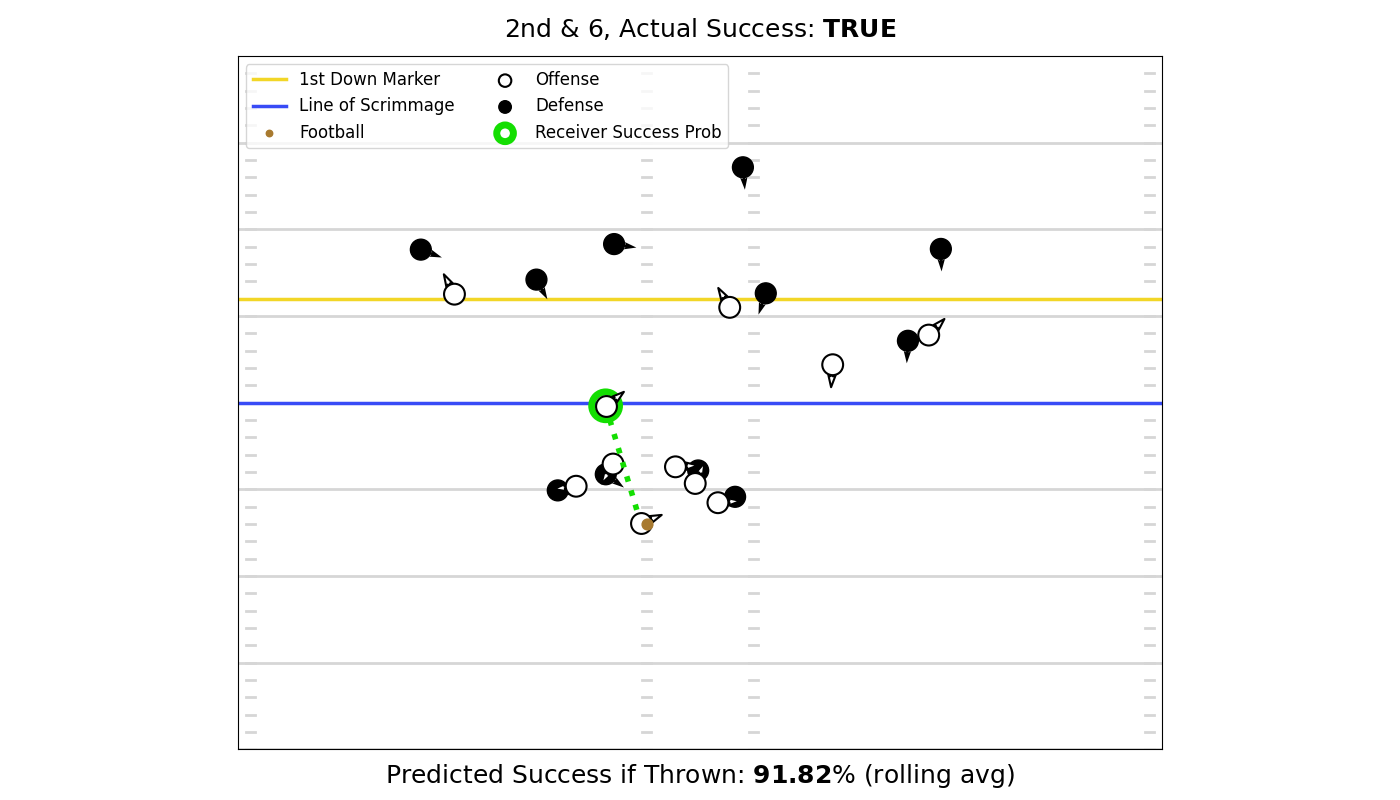 2nd & 6, Actual Success: TRUE
1st Down Marker
Line of Scrimmage
Football
Offense
Defense
Receiver Success Prob
Predicted Success if Thrown: 91.82% (rolling avg)